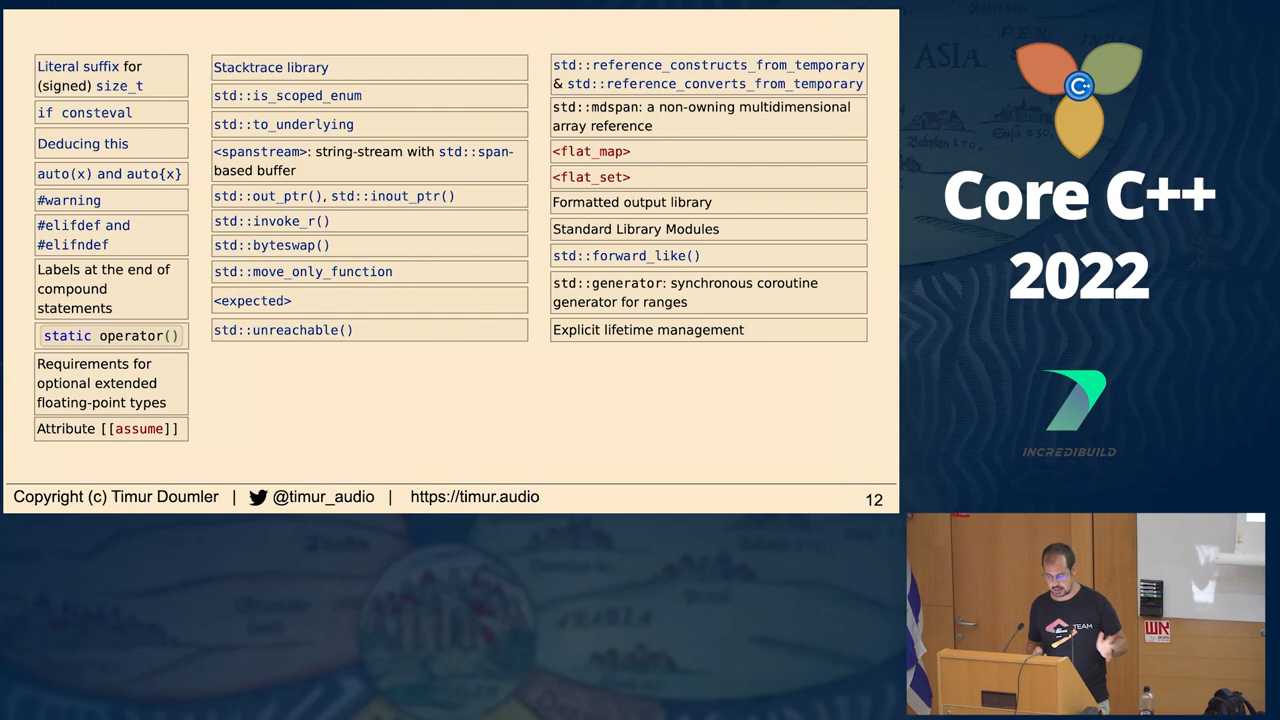 Literal suffix for
(signed) size_t
if consteval
Deducing this
auto(x) and auto{x}
#warning
#elifdef and
#elifndef
Labels at the end of
compound
statements
static operator()
Requirements for
optional extended
floating-point types
Attribute [[assume]]
Stacktrace library
std::is_scoped_enum
std::to_underlying
<spanstream>: string-stream with std::span-
based buffer
std::out_ptr(), std::inout_ptr()
std::invoke_r()
std::byteswap()
std::move_only_function
<expected>
std::unreachable()
std::reference_constructs_from_temporary
& std::reference_converts_from_temporary
std::mdspan: a non-owning multidimensional
array reference
<flat_map>
<flat_set>
Formatted output library
Standard Library Modules
std::forward_like()
std::generator: synchronous coroutine
generator for ranges
Explicit lifetime management
Copyright (c) Timur Doumler | @timur_audio | https://timur.audio
12
ASIA
PER
INDIA
Babylon
C++
Core C++
2022
INCREDIBUILD
ARABIA
TEAM